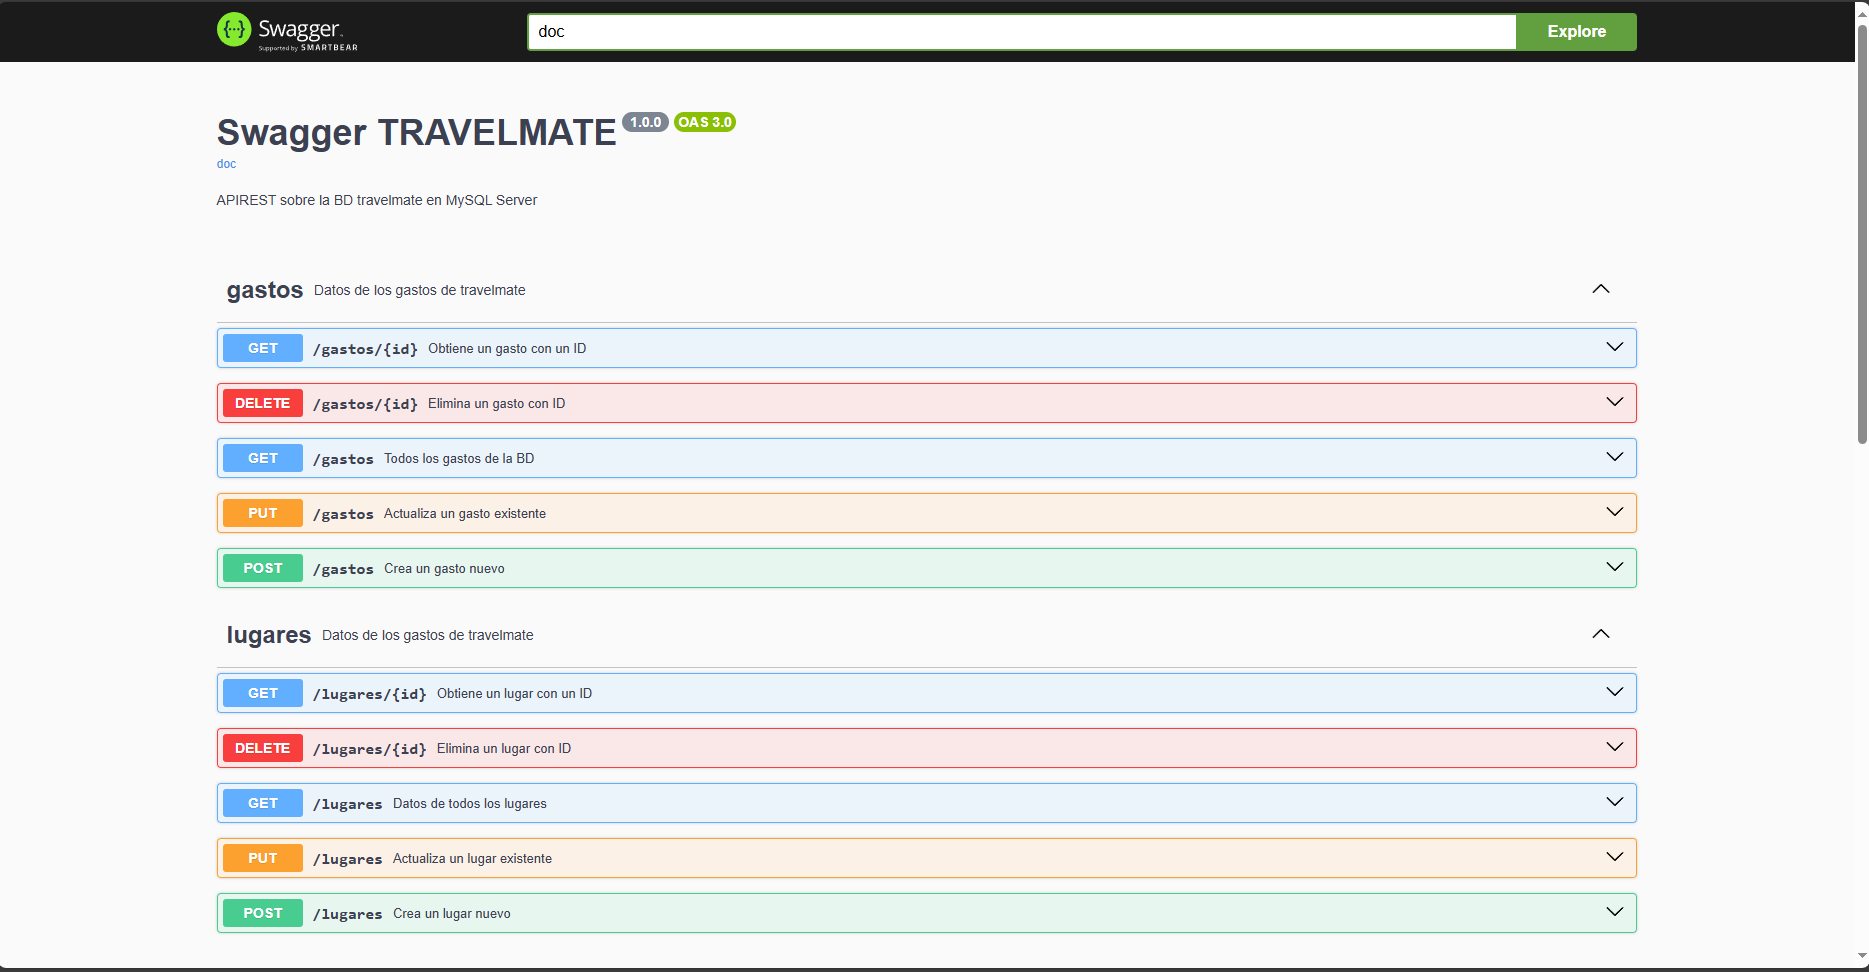 Swagger
Supported by SMARTBEAR
doc
Explore
Swagger TRAVELMATE 1.0.0 OAS 3.0
doc
APIREST sobre la BD travelmate en MySQL Server
gastos Datos de los gastos de travelmate
GET /gastos/{id} Obtiene un gasto con un ID
DELETE /gastos/{id} Elimina un gasto con ID
GET /gastos Todos los gastos de la BD
PUT /gastos Actualiza un gasto existente
POST /gastos Crea un gasto nuevo
lugares Datos de los gastos de travelmate
GET /lugares/{id} Obtiene un lugar con un ID
DELETE /lugares/{id} Elimina un lugar con ID
GET /lugares Datos de todos los lugares
PUT /lugares Actualiza un lugar existente
POST /lugares Crea un lugar nuevo